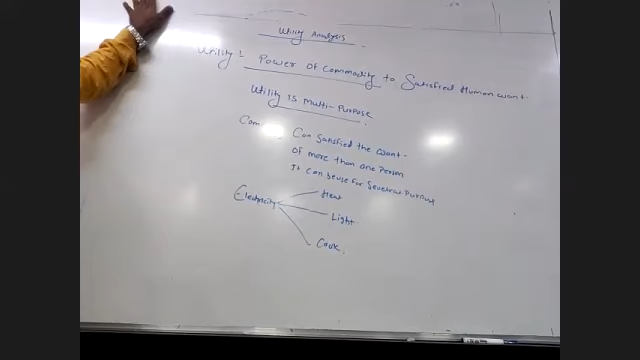 Utility Analysis
Utility: Power of Commodity to Satisfied Human want-
Utility is Multi-Purpose
Can Satisfied the want-
of more than one Person
It Can be use for Several Purpose
Electricity
Heat
Light
Cook